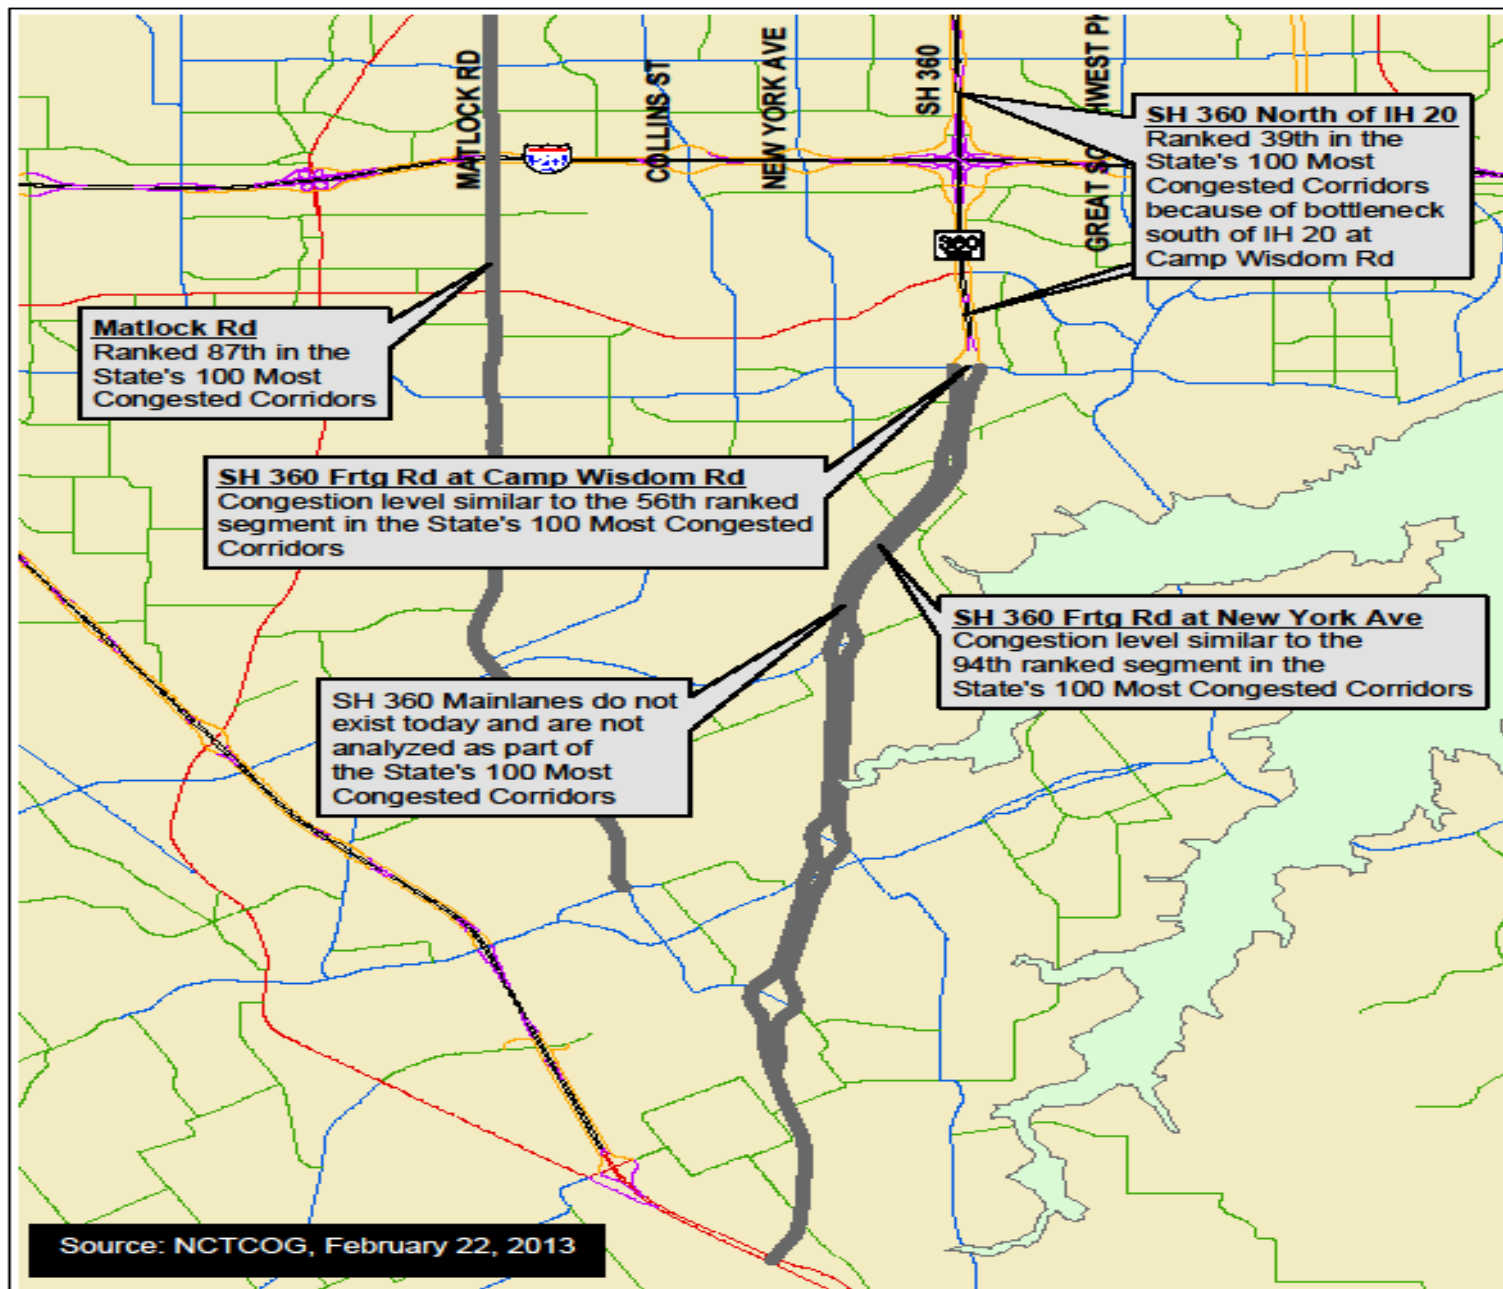 MATLOCK RD
COLLINS ST
NEW YORK AVE
SH 360
SH 360 North of IH 20
Ranked 39th in the
State's 100 Most
Congested Corridors
because of bottleneck
south of IH 20 at
Camp Wisdom Rd
GREAT
360
Matlock Rd
Ranked 87th in the
State's 100 Most
Congested Corridors
SH 360 Frtg Rd at Camp Wisdom Rd
Congestion level similar to the 56th ranked
segment in the State's 100 Most Congested
Corridors
SH 360 Frtg Rd at New York Ave
Congestion level similar to the
94th ranked segment in the
State's 100 Most Congested Corridors
SH 360 Mainlanes do not
exist today and are not
analyzed as part of
the State's 100 Most
Congested Corridors
Source: NCTCOG, February 22, 2013